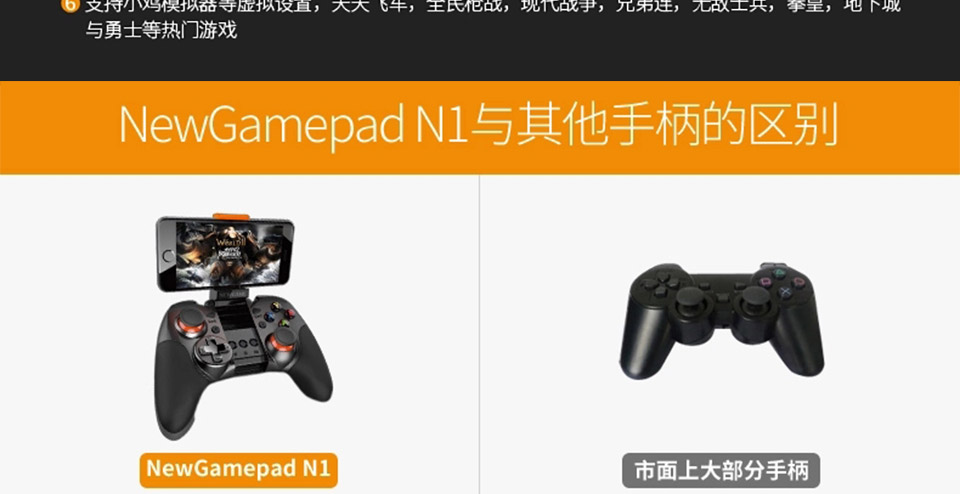 6 支持小鸡模拟器等虚拟设置，天天飞车，全民枪战，现代战争，兄弟连，无敌士兵，拳皇，地下城
与勇士等热门游戏
NewGamepad N1与其他手柄的区别
NewGamepad N1
市面上大部分手柄